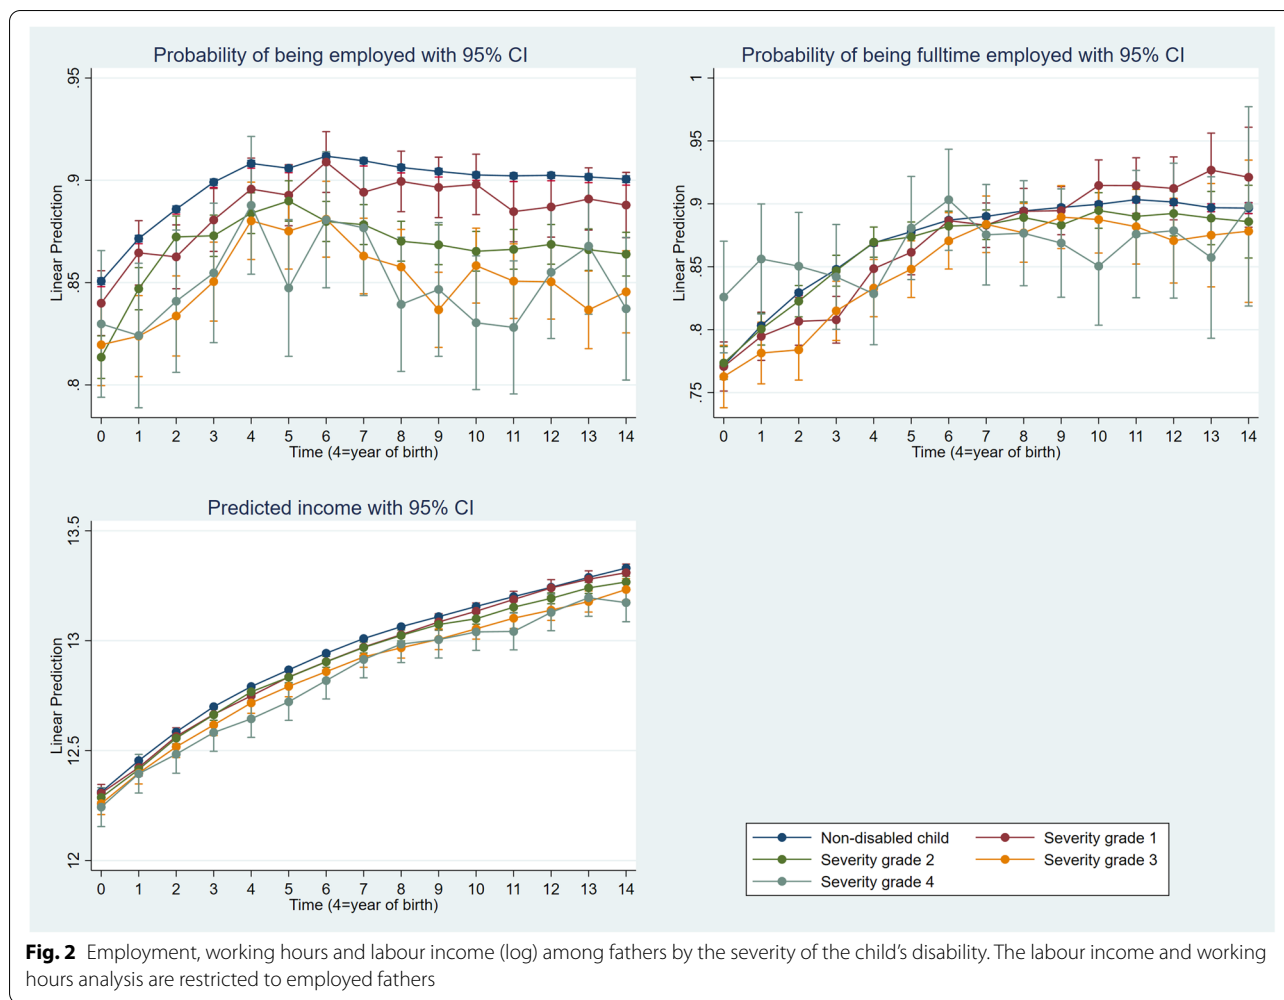 Probability of being employed with 95% CI
Linear Prediction
.95
.9
.85
.8
0 1 2 3 4 5 6 7 8 9 10 11 12 13 14
Time (4=year of birth)
Probability of being fulltime employed with 95% CI
Linear Prediction
1
.95
.9
.85
.8
.75
0 1 2 3 4 5 6 7 8 9 10 11 12 13 14
Time (4=year of birth)
Predicted income with 95% CI
Linear Prediction
13.5
13
12.5
12
0 1 2 3 4 5 6 7 8 9 10 11 12 13 14
Time (4=year of birth)
Non-disabled child Severity grade 1
Severity grade 2 Severity grade 3
Severity grade 4
Fig. 2 Employment, working hours and labour income (log) among fathers by the severity of the child's disability. The labour income and working
hours analysis are restricted to employed fathers